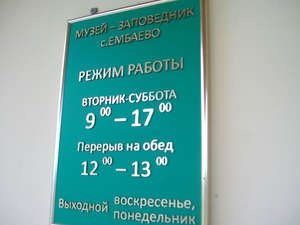 МУЗЕЙ – ЗАПОВЕДНИК
с.ЕМБАЕВО
РЕЖИМ РАБОТЫ
ВТОРНИК-СУББОТА
9 00 – 17 00
Перерыв на обед
12 00 – 13 00
Выходной воскресенье,
понедельник